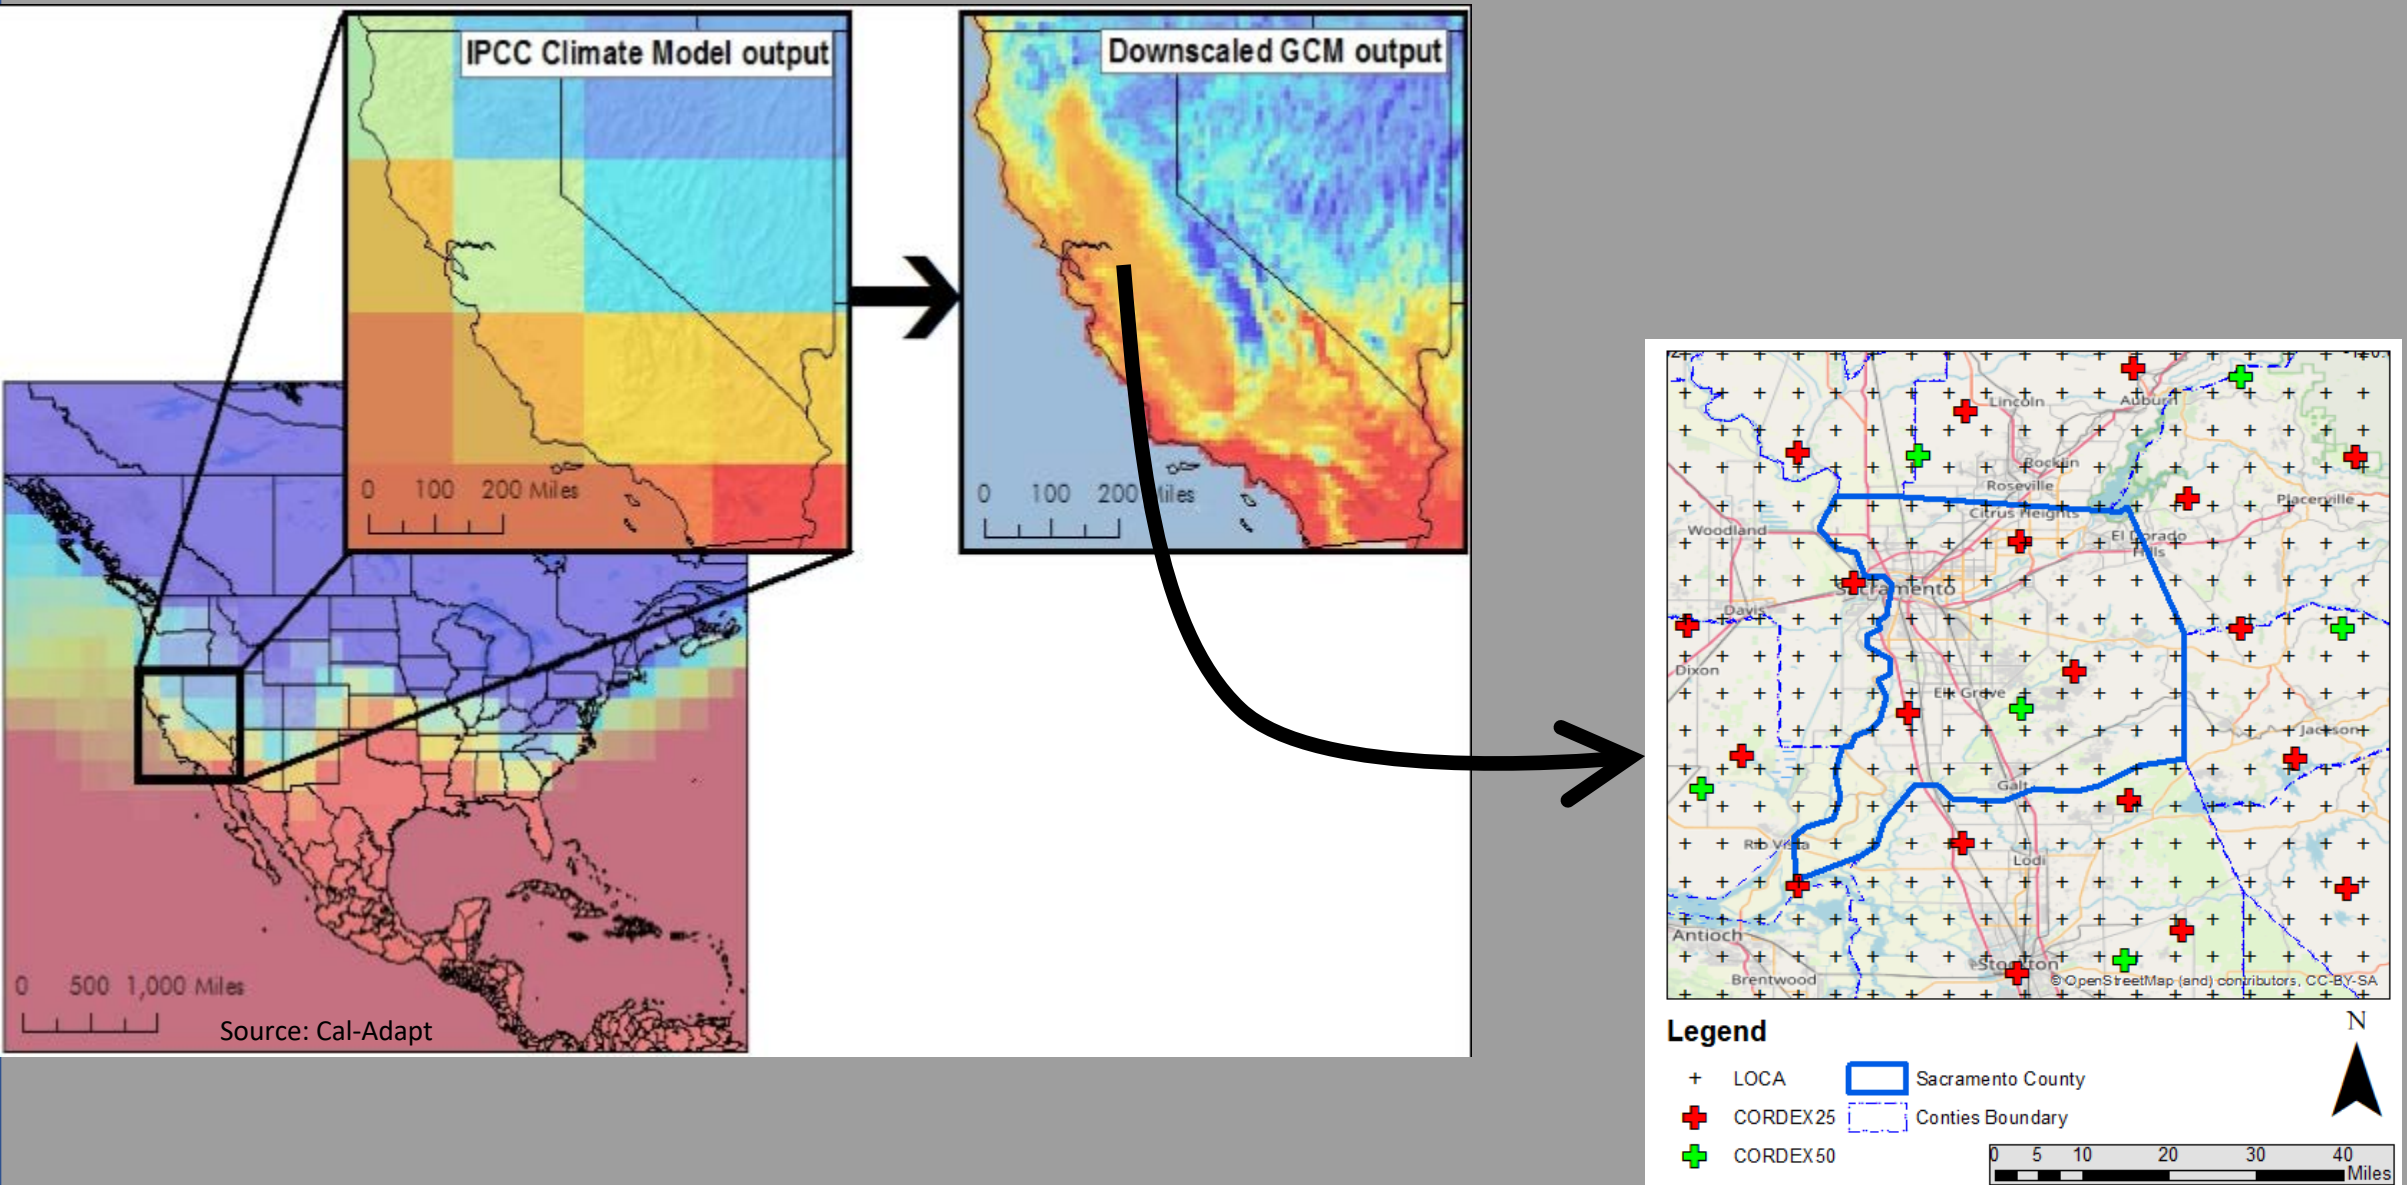 IPCC Climate Model output
0 100 200 Miles
Downscaled GCM output
0 100 200 Miles
0 500 1,000 Miles
Source: Cal-Adapt
Lincoln
Auburn
Rocklin
Roseville
Placerville
Citrus Heights
Woodland
El Dorado
Hills
Sacramento
Davis
Dixon
Elk Grove
Jackson
Galt
Rio Vista
Lodi
Antioch
Stockton
Brentwood
© OpenStreetMap (and) contributors, CC-BY-SA
Legend
N
LOCA
Sacramento County
CORDEX25
Conties Boundary
CORDEX50
0 5 10 20 30 40
Miles